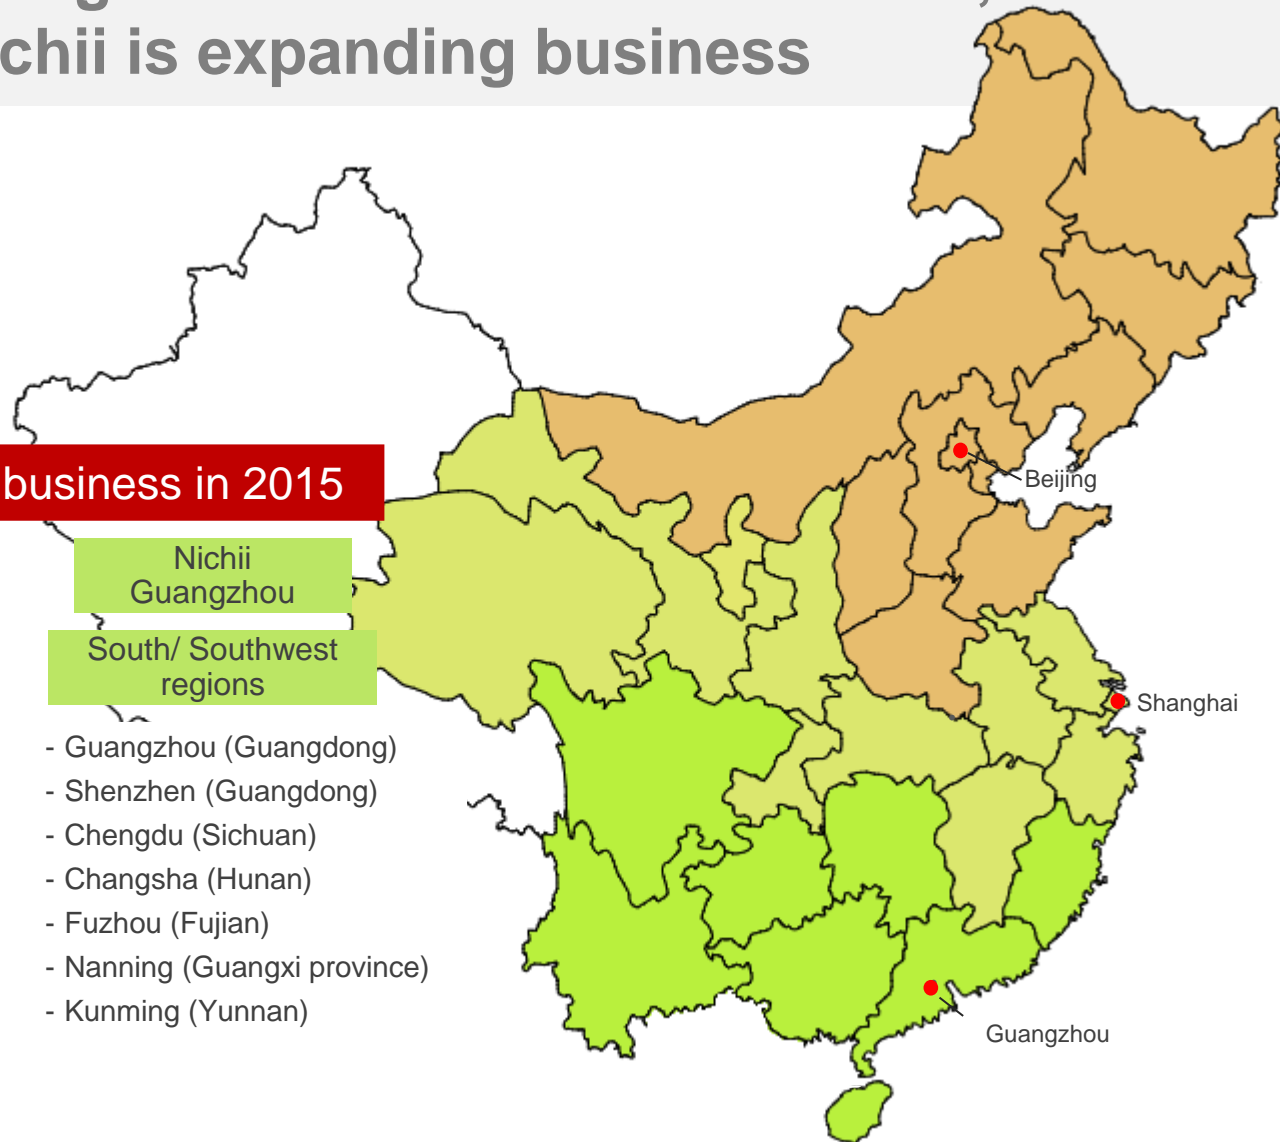 chii is expanding business
business in 2015
Nichii
Guangzhou
South/ Southwest
regions
- Guangzhou (Guangdong)
- Shenzhen (Guangdong)
- Chengdu (Sichuan)
- Changsha (Hunan)
- Fuzhou (Fujian)
- Nanning (Guangxi province)
- Kunming (Yunnan)
Beijing
Shanghai
Guangzhou